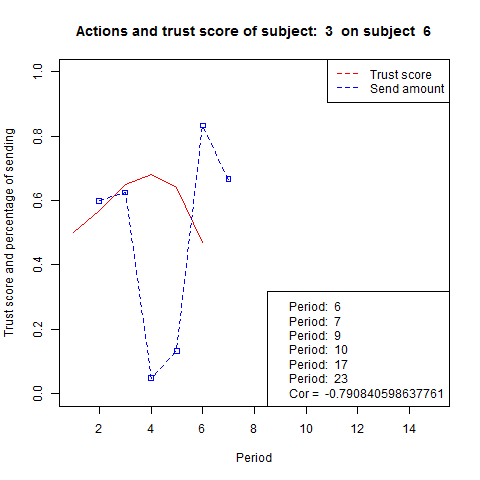 Actions and trust score of subject: 3 on subject 6
Trust score and percentage of sending
1.0
0.8
0.6
0.4
0.2
0.0
Trust score
Send amount
Period: 6
Period: 7
Period: 9
Period: 10
Period: 17
Period: 23
Cor = -0.790840598637761
2 4 6 8 10 12 14
Period